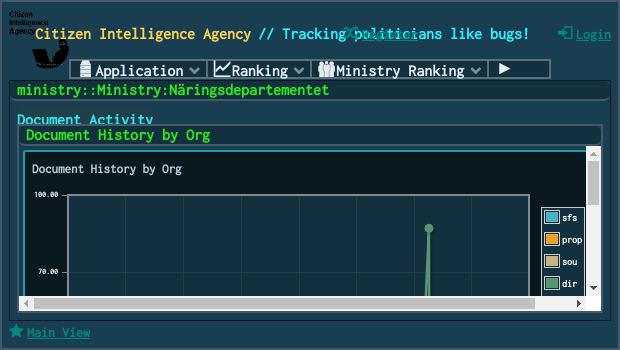 Citizen
Intelligence
Agency
Citizen Intelligence Agency // Tracking politicians like bugs!
Register
Login
Application
Ranking
Ministry Ranking
ministry::Ministry:Näringsdepartementet
Document Activity
Document History by Org
Document History by Org
100.00
70.00
sfs
prop
sou
dir
Main View